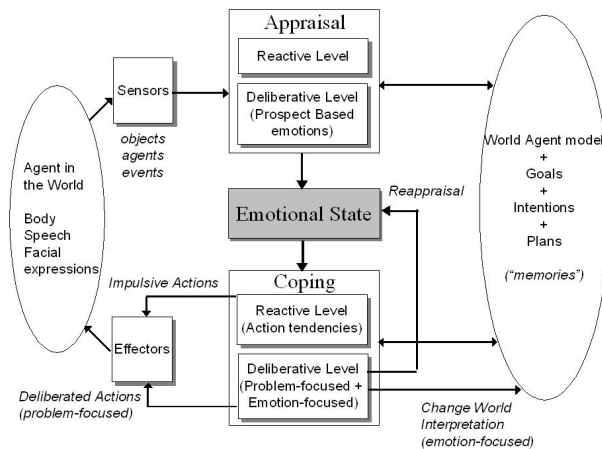 Appraisal
Reactive Level
Deliberative Level
(Prospect Based
emotions)
Sensors
objects
agents
events
Agent in
the World
Body
Speech
Facial
expressions
World Agent model
+
Goals
+
Intentions
+
Plans
("memories")
Reappraisal
Emotional State
Coping
Impulsive Actions
Reactive Level
(Action tendencies)
Effectors
Deliberative Level
(Problem-focused +
Emotion-focused)
Deliberated Actions
(problem-focused)
Change World
Interpretation
(emotion-focused)